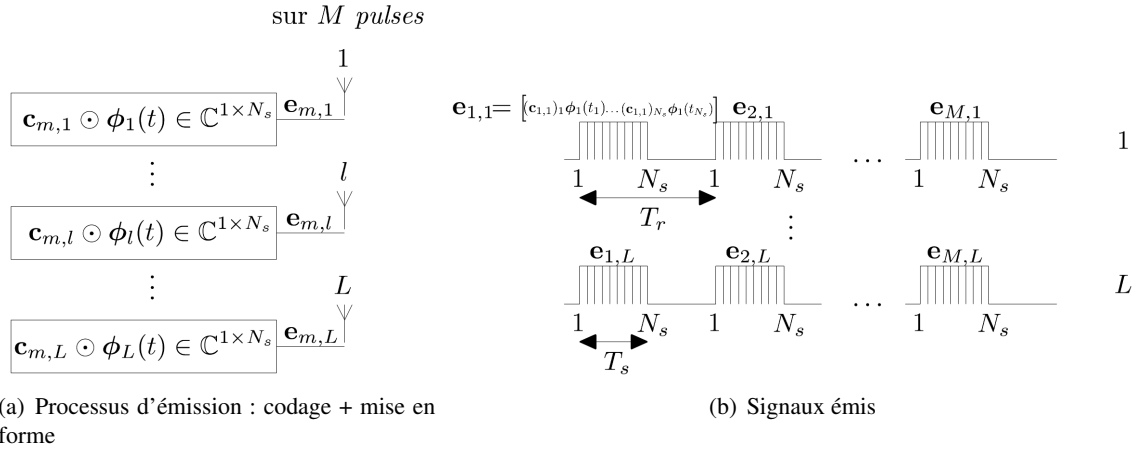 sur M pulses
1
c_{m,1} ⊙ ϕ_1(t) ∈ ℂ^{1×N_s}
e_{m,1}
⋮
l
c_{m,l} ⊙ ϕ_l(t) ∈ ℂ^{1×N_s}
e_{m,l}
⋮
L
c_{m,L} ⊙ ϕ_L(t) ∈ ℂ^{1×N_s}
e_{m,L}
(a) Processus d'émission : codage + mise en
forme
e_{1,1}= [(c_{1,1})_1 ϕ_1(t_1)…(c_{1,1})_{N_s} ϕ_1(t_{N_s})]
e_{2,1}
e_{M,1}
1
…
1 N_s 1 N_s 1 N_s
T_r
⋮
e_{1,L} e_{2,L} e_{M,L}
L
…
1 N_s 1 N_s 1 N_s
T_s
(b) Signaux émis